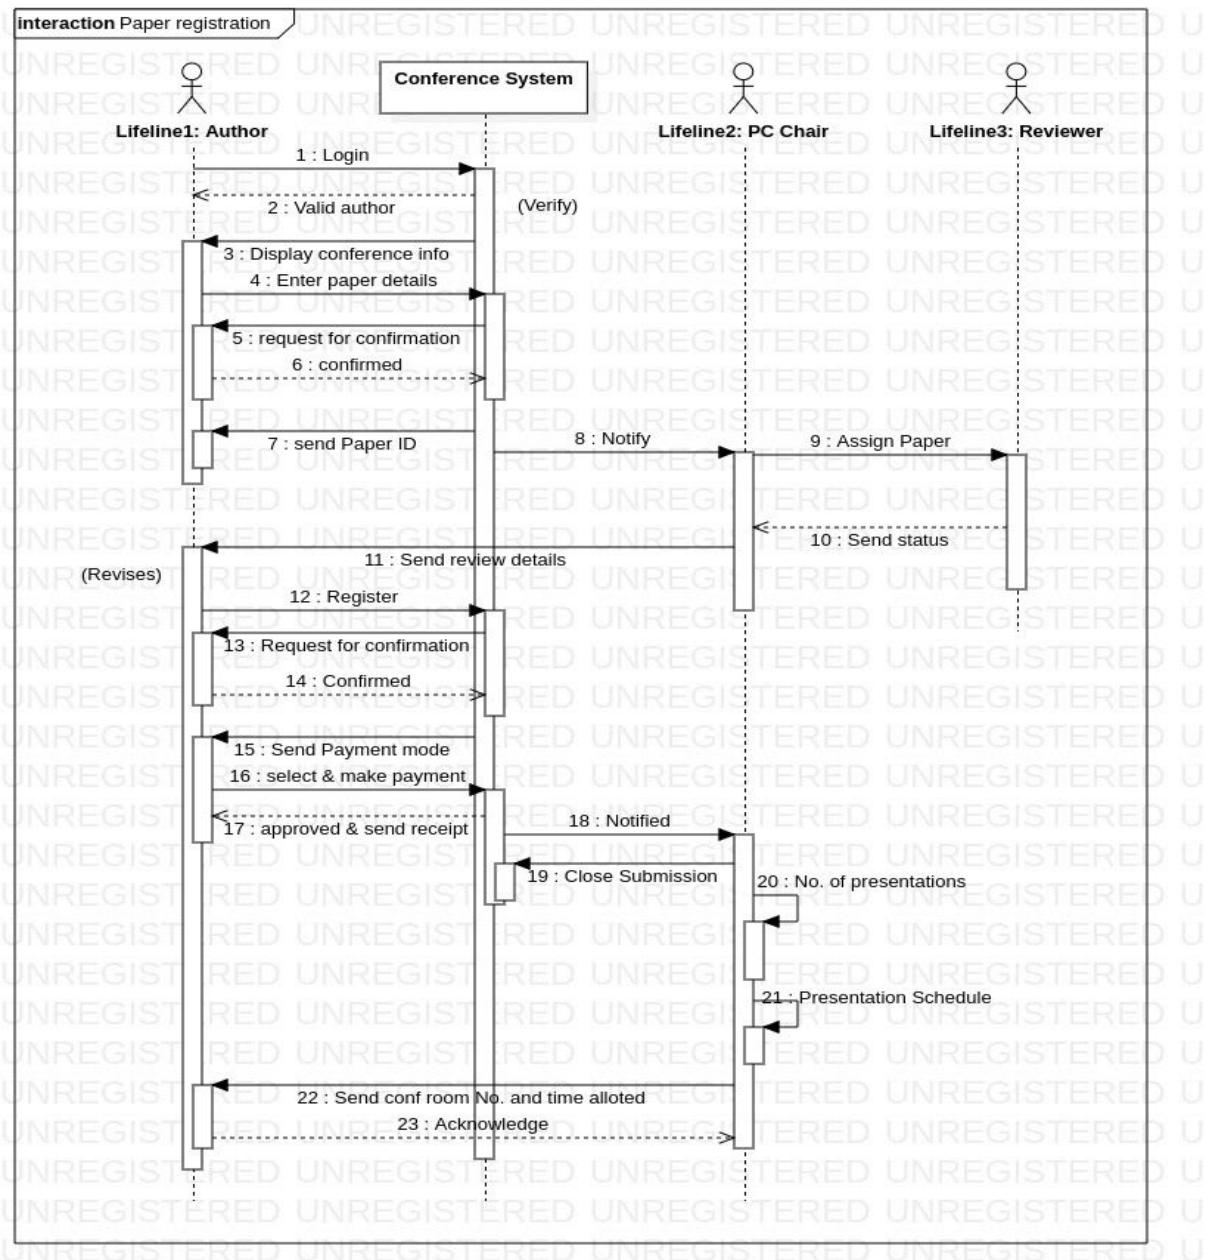 interaction Paper registration
Conference System
Lifeline1: Author
Lifeline2: PC Chair
Lifeline3: Reviewer
1 : Login
2 : Valid author
(Verify)
3 : Display conference info
4 : Enter paper details
5 : request for confirmation
6 : confirmed
7 : send Paper ID
8 : Notify
9 : Assign Paper
10 : Send status
11 : Send review details
(Revises)
12 : Register
13 : Request for confirmation
14 : Confirmed
15 : Send Payment mode
16 : select & make payment
17 : approved & send receipt
18 : Notified
19 : Close Submission
20 : No. of presentations
21 : Presentation Schedule
22 : Send conf room No. and time alloted
23 : Acknowledge
UNREGISTERED